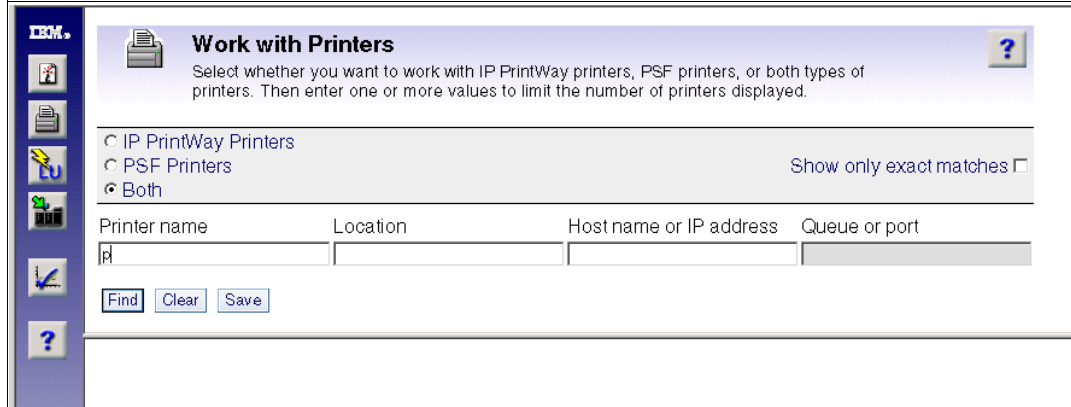 IBM.
Work with Printers
?
Select whether you want to work with IP PrintWay printers, PSF printers, or both types of
printers. Then enter one or more values to limit the number of printers displayed.
IP PrintWay Printers
PSF Printers
Show only exact matches
Both
LU
Printer name Location Host name or IP address Queue or port
p
Find Clear Save
?